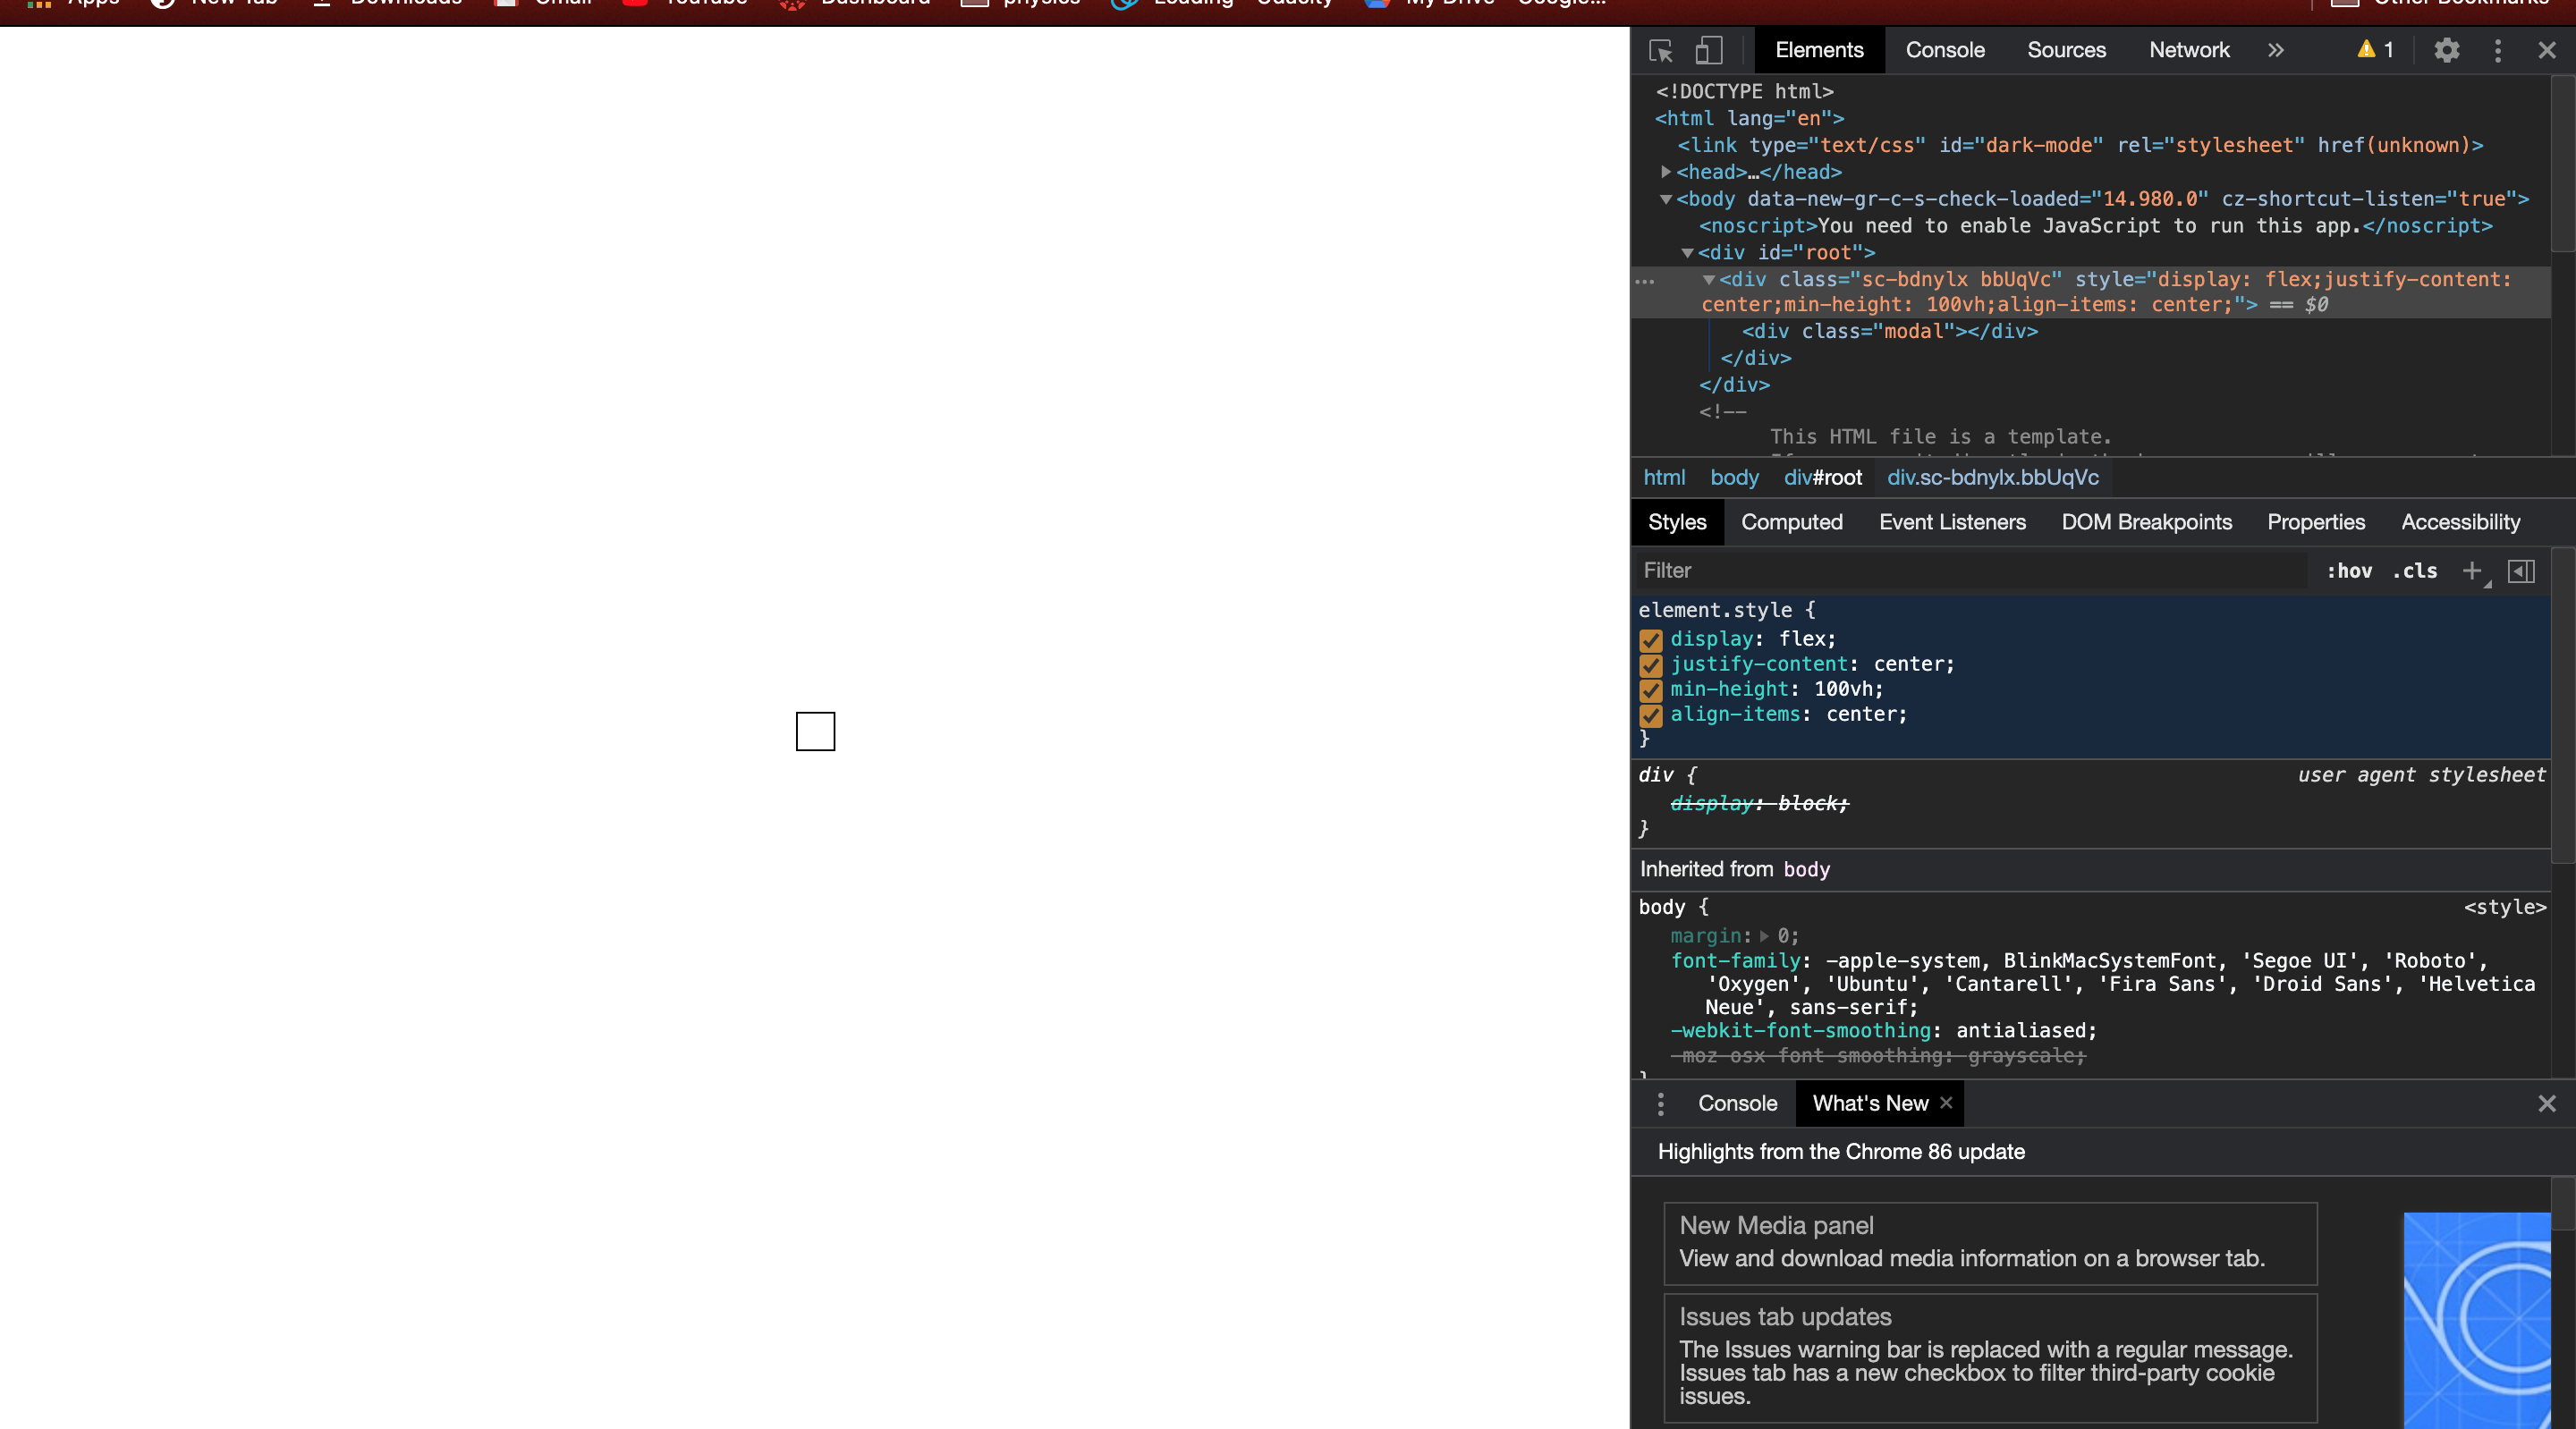 Apps New Tab Downloads Gmail YouTube Dashboard physics Loading Udacity My Drive - Google... Other Bookmarks
Elements Console Sources Network » 1
<!DOCTYPE html>
<html lang="en">
<link type="text/css" id="dark-mode" rel="stylesheet" href(unknown)>
<head>…</head>
<body data-new-gr-c-s-check-loaded="14.980.0" cz-shortcut-listen="true">
<noscript>You need to enable JavaScript to run this app.</noscript>
<div id="root">
<div class="sc-bdnylx bbUqVc" style="display: flex;justify-content:
center;min-height: 100vh;align-items: center;"> == $0
<div class="modal"></div>
</div>
</div>
<!--
This HTML file is a template.
html body div#root div.sc-bdnylx.bbUqVc
Styles Computed Event Listeners DOM Breakpoints Properties Accessibility
Filter :hov .cls +
element.style {
display: flex;
justify-content: center;
min-height: 100vh;
align-items: center;
}
div { user agent stylesheet
display: block;
}
Inherited from body
body { <style>
margin: 0;
font-family: -apple-system, BlinkMacSystemFont, 'Segoe UI', 'Roboto',
'Oxygen', 'Ubuntu', 'Cantarell', 'Fira Sans', 'Droid Sans', 'Helvetica
Neue', sans-serif;
-webkit-font-smoothing: antialiased;
-moz-osx-font-smoothing: grayscale;
}
Console What's New
Highlights from the Chrome 86 update
New Media panel
View and download media information on a browser tab.
Issues tab updates
The Issues warning bar is replaced with a regular message.
Issues tab has a new checkbox to filter third-party cookie
issues.